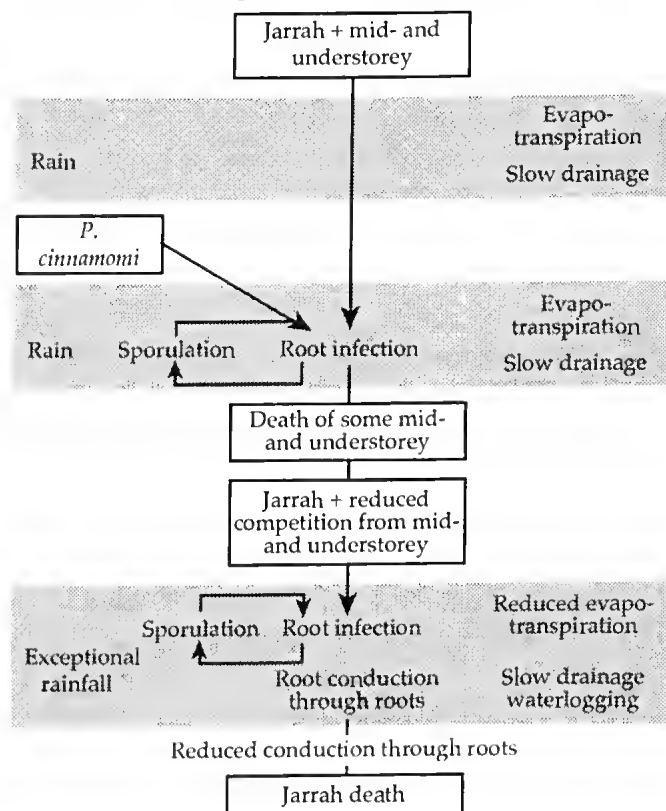 Jarrah + mid- and
understorey
Evapo-
transpiration
Rain
Slow drainage
P.
cinnamomi
Evapo-
transpiration
Rain
Sporulation
Root infection
Slow drainage
Death of some mid-
and understorey
Jarrah + reduced
competition from mid-
and understorey
Reduced evapo-
transpiration
Sporulation
Root infection
Exceptional
rainfall
Root conduction
through roots
Slow drainage
waterlogging
Reduced conduction through roots
Jarrah death